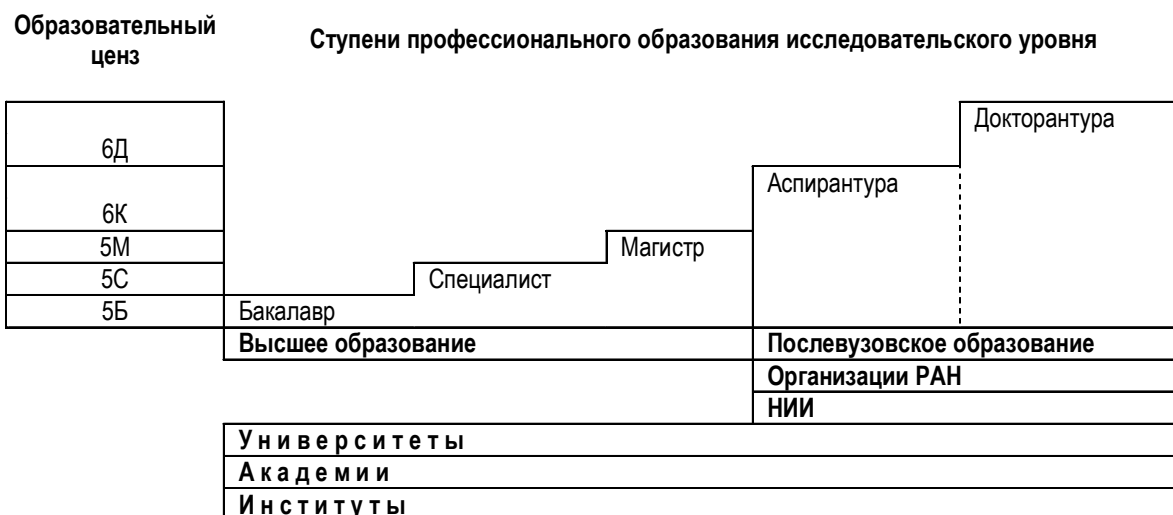 Образовательный
ценз
Ступени профессионального образования исследовательского уровня
Докторантура
6Д
Аспирантура
6К
5М
Магистр
5С
Специалист
5Б
Бакалавр
Высшее образование
Послевузовское образование
Организации РАН
НИИ
У н и в е р с и т е т ы
А к а д е м и и
И н с т и т у т ы